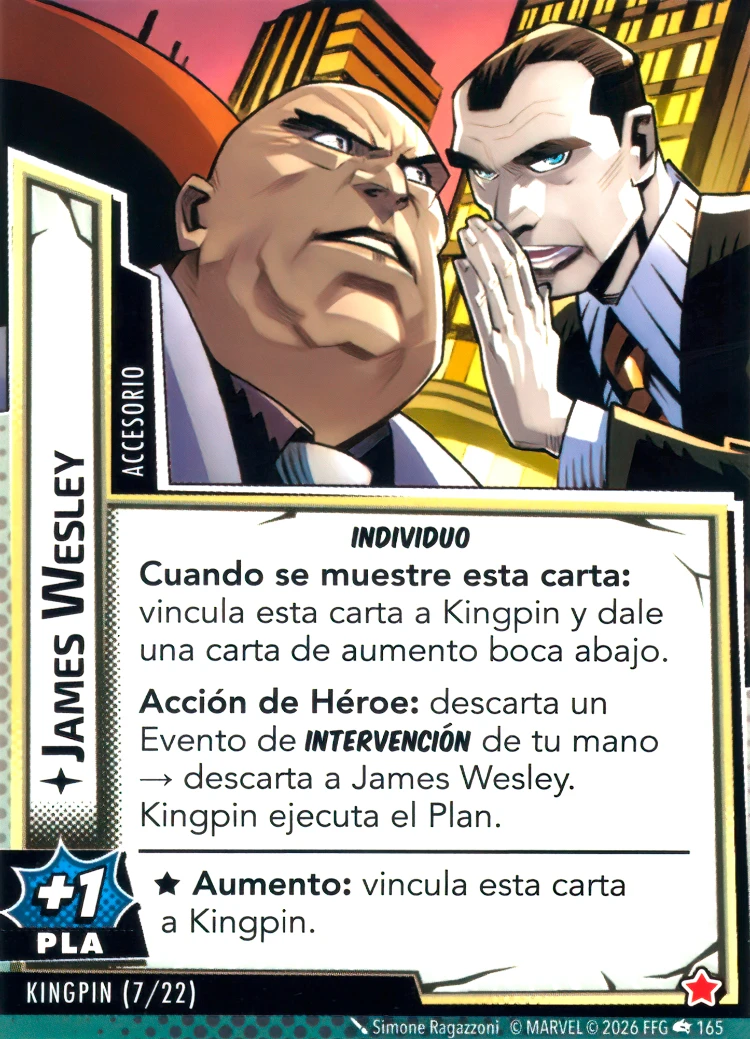 ACCESORIO
JAMES WESLEY
INDIVIDUO
Cuando se muestre esta carta:
vincula esta carta a Kingpin y dale
una carta de aumento boca abajo.
Acción de Héroe: descarta un
Evento de INTERVENCIÓN de tu mano
→ descarta a James Wesley.
Kingpin ejecuta el Plan.
★ Aumento: vincula esta carta
a Kingpin.
+1
PLA
KINGPIN (7/22)
Simone Ragazzoni © MARVEL © 2026 FFG 165